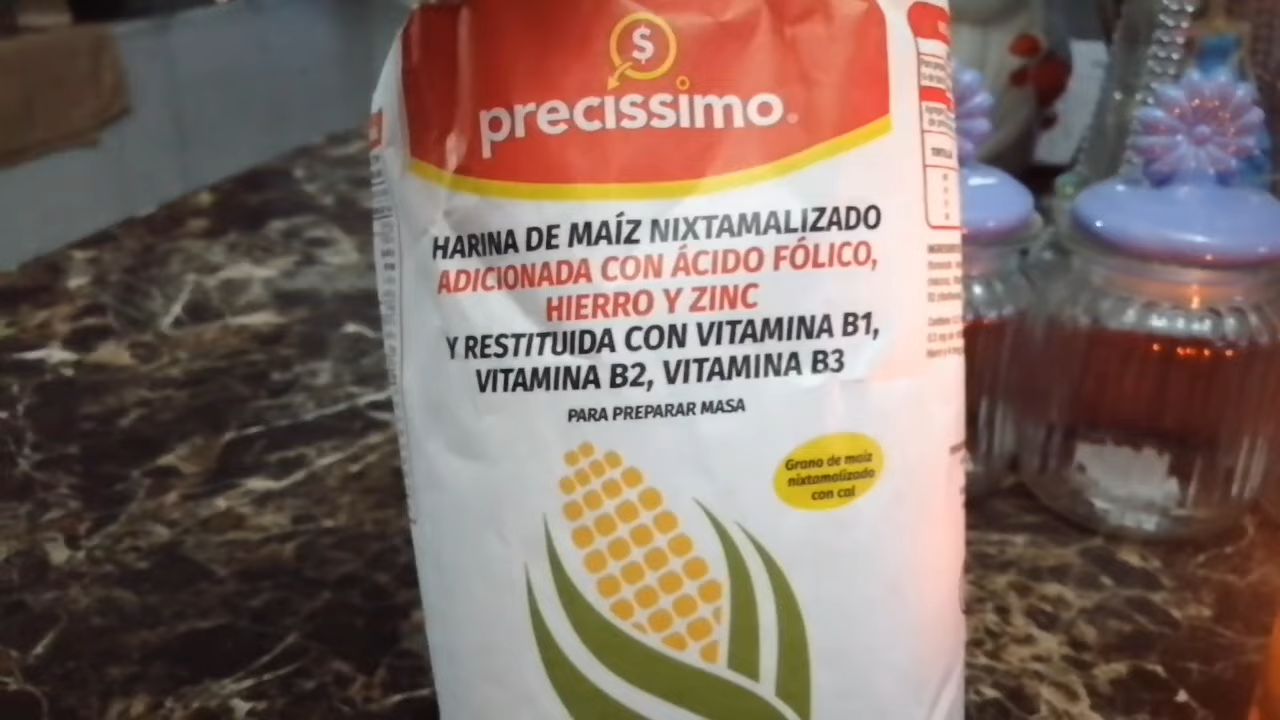 $
precissimo.
HARINA DE MAÍZ NIXTAMALIZADO
ADICIONADA CON ÁCIDO FÓLICO,
HIERRO Y ZINC
Y RESTITUIDA CON VITAMINA B1,
VITAMINA B2, VITAMINA B3
PARA PREPARAR MASA
Grano de maíz
nixtamalizado
con cal